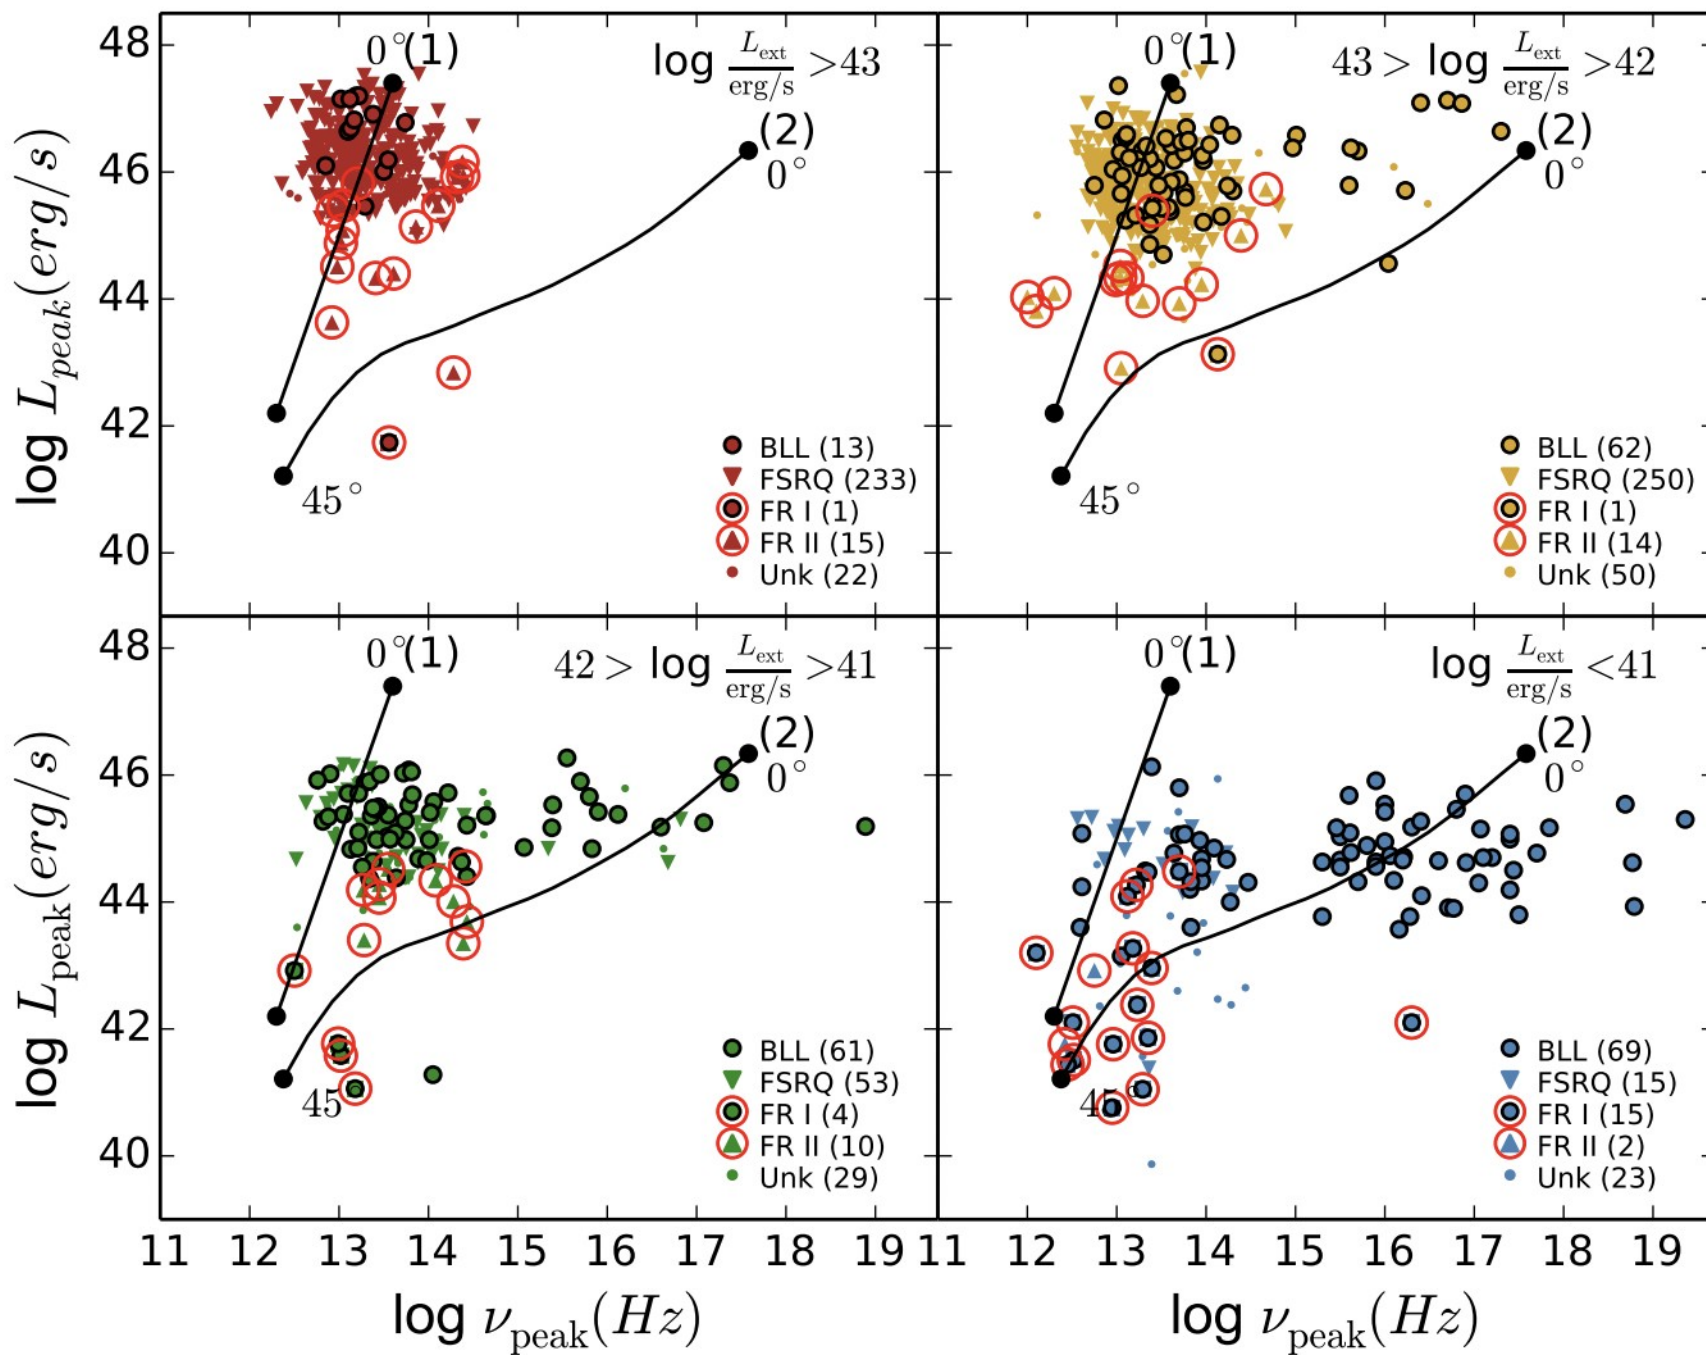 log L_peak (erg/s)
48
46
44
42
40
0°(1)
log L_ext/erg/s >43
(2)
0°
45°
BLL (13)
FSRQ (233)
FR I (1)
FR II (15)
Unk (22)
0°(1)
43 > log L_ext/erg/s >42
(2)
0°
45°
BLL (62)
FSRQ (250)
FR I (1)
FR II (14)
Unk (50)
log L_peak (erg/s)
48
46
44
42
40
0°(1)
42 > log L_ext/erg/s >41
(2)
0°
45°
BLL (61)
FSRQ (53)
FR I (4)
FR II (10)
Unk (29)
0°(1)
log L_ext/erg/s <41
(2)
0°
45°
BLL (69)
FSRQ (15)
FR I (15)
FR II (2)
Unk (23)
11 12 13 14 15 16 17 18 19 11 12 13 14 15 16 17 18 19
log ν_peak (Hz)
log ν_peak (Hz)